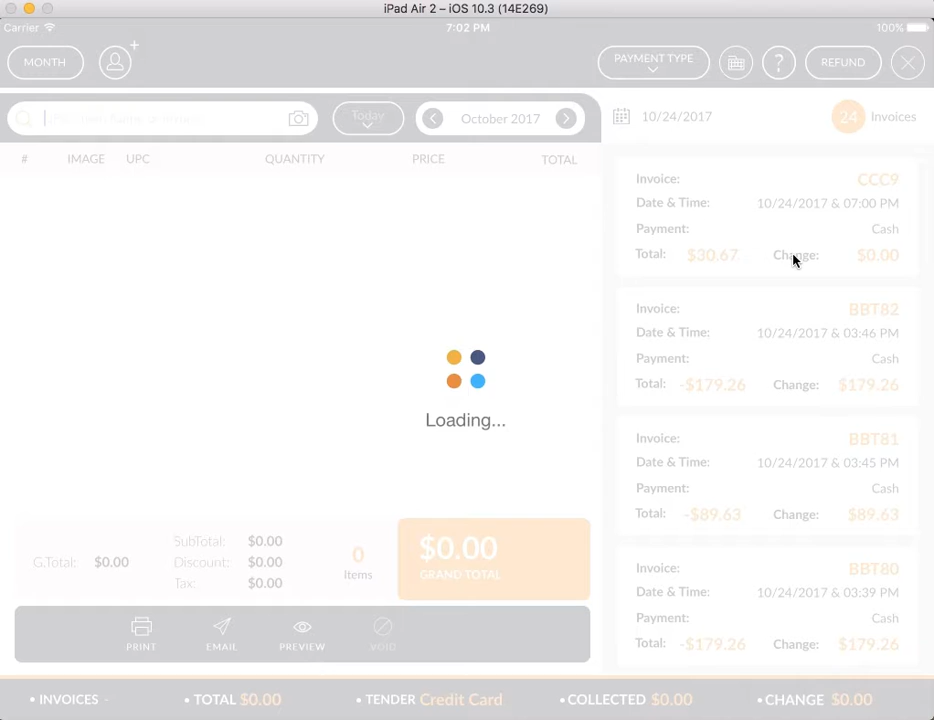 iPad Air 2 – iOS 10.3 (14E269)
Carrier 7:02 PM 100%
MONTH PAYMENT TYPE ? REFUND
Today October 2017 10/24/2017 24 Invoices
# IMAGE UPC QUANTITY PRICE TOTAL
Invoice: CCC9
Date & Time: 10/24/2017 & 07:00 PM
Payment: Cash
Total: $30.67 Change: $0.00
Invoice: BBT82
Date & Time: 10/24/2017 & 03:46 PM
Payment: Cash
Total: -$179.26 Change: $179.26
Loading...
Invoice: BBT81
Date & Time: 10/24/2017 & 03:45 PM
Payment: Cash
Total: -$89.63 Change: $89.63
Invoice: BBT80
Date & Time: 10/24/2017 & 03:39 PM
Payment: Cash
Total: -$179.26 Change: $179.26
G.Total: $0.00
SubTotal: $0.00
Discount: $0.00
Tax: $0.00
0
Items
$0.00
GRAND TOTAL
PRINT EMAIL PREVIEW VOID
• INVOICES - • TOTAL $0.00 • TENDER Credit Card • COLLECTED $0.00 • CHANGE $0.00